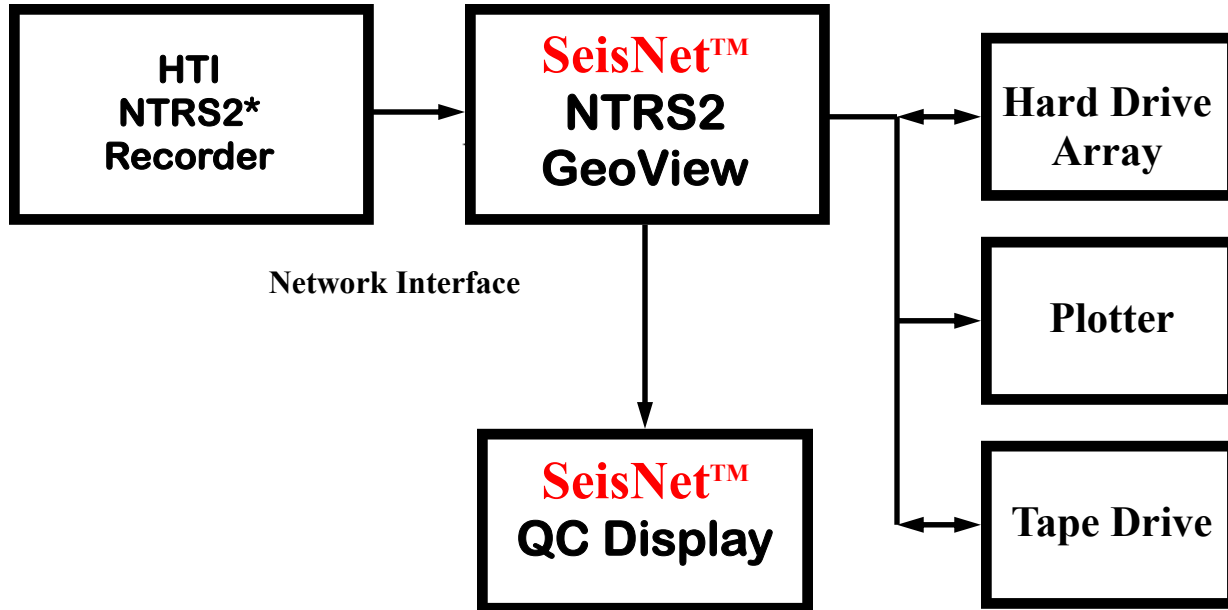 HTI
NTRS2*
Recorder
SeisNet™
NTRS2
GeoView
Hard Drive
Array
Network Interface
Plotter
SeisNet™
QC Display
Tape Drive